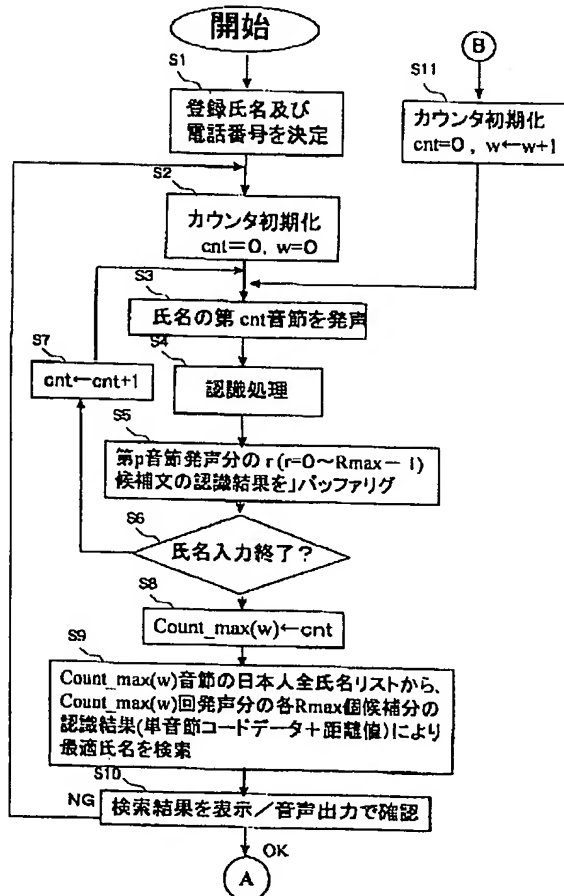 開始
S1
登録氏名及び
電話番号を決定
B
S11
カウンタ初期化
cnt=0 , w←w+1
S2
カウンタ初期化
cnt=0, w=0
S3
氏名の第 cnt音節を発声
S7
cnt←cnt+1
S4
認識処理
S5
第p音節発声分の r (r=0～Rmax－1)
候補文の認識結果を」バッファリグ
S6
氏名入力終了？
S8
Count_max(w)←cnt
S9
Count_max(w)音節の日本人全氏名リストから、
Count_max(w)回発声分の各Rmax個候補分の
認識結果(単音節コードデータ＋距離値)により
最適氏名を検索
S10
NG
検索結果を表示／音声出力で確認
OK
A